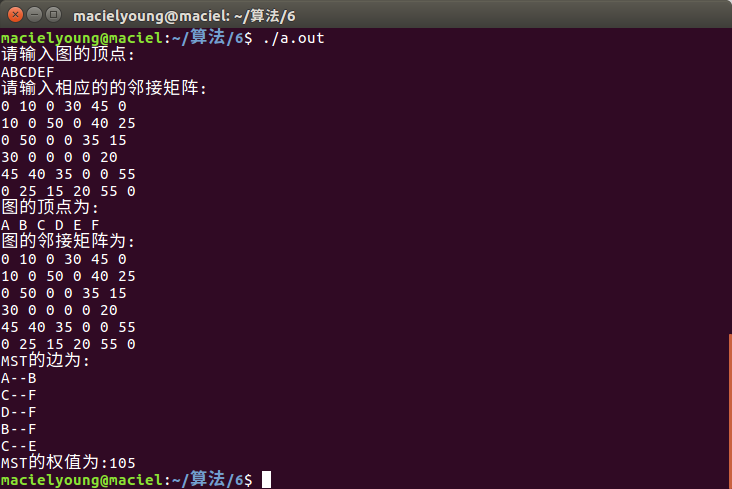 macielyoung@maciel: ~/算法/6
macielyoung@maciel:~/算法/6$ ./a.out
请输入图的顶点:
ABCDEF
请输入相应的的邻接矩阵:
0 10 0 30 45 0
10 0 50 0 40 25
0 50 0 0 35 15
30 0 0 0 0 20
45 40 35 0 0 55
0 25 15 20 55 0
图的顶点为:
A B C D E F
图的邻接矩阵为:
0 10 0 30 45 0
10 0 50 0 40 25
0 50 0 0 35 15
30 0 0 0 0 20
45 40 35 0 0 55
0 25 15 20 55 0
MST的边为:
A--B
C--F
D--F
B--F
C--E
MST的权值为:105
macielyoung@maciel:~/算法/6$